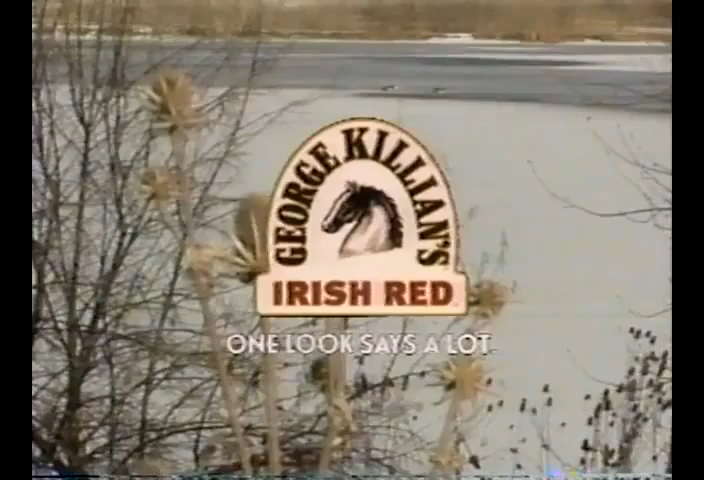 GEORGE KILLIAN'S
IRISH RED
ONE LOOK SAYS A LOT.